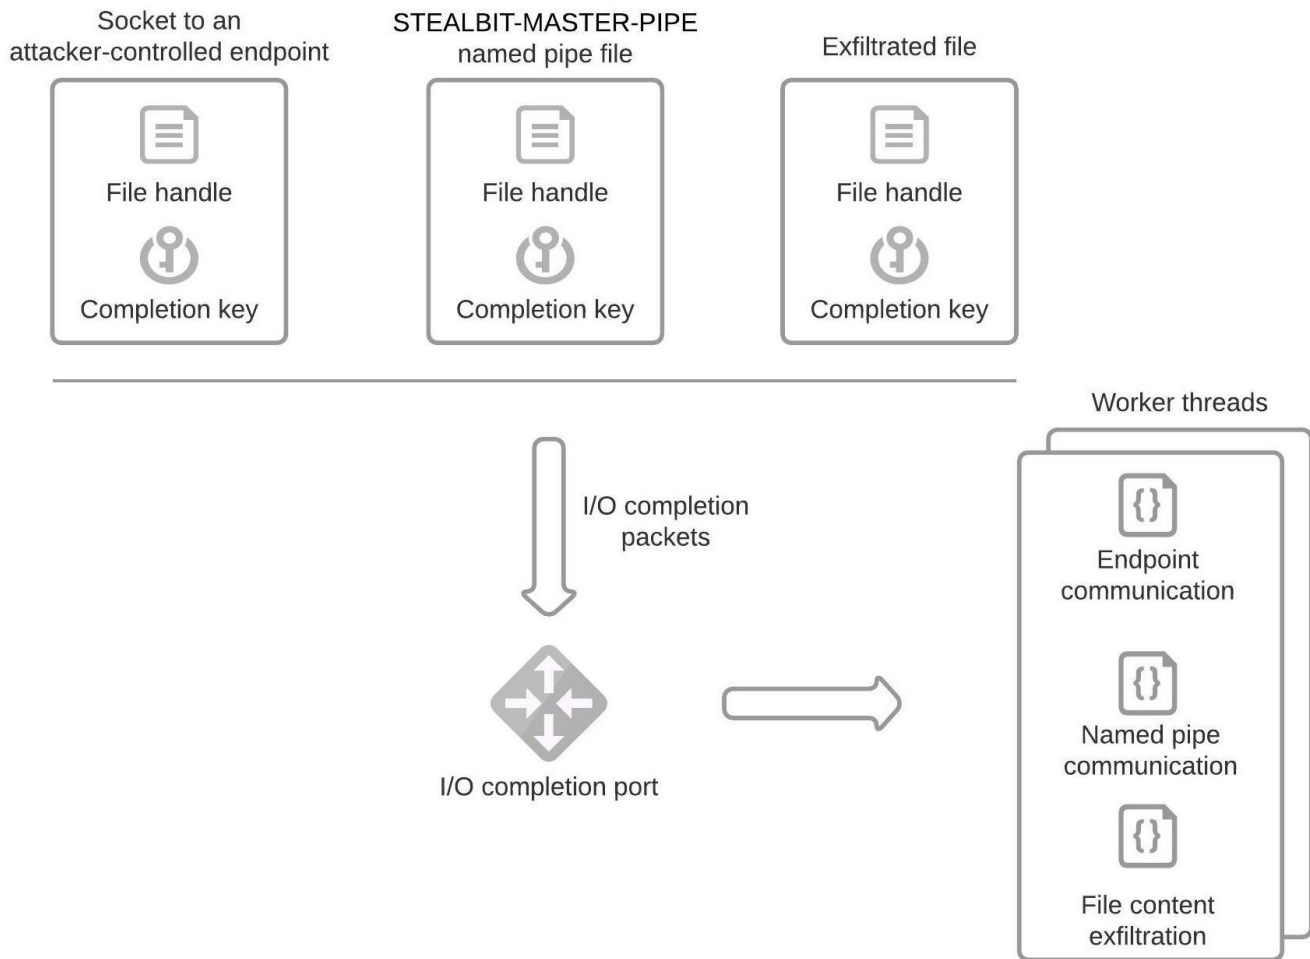 Socket to an
attacker-controlled endpoint
STEALBIT-MASTER-PIPE
named pipe file
Exfiltrated file
File handle
Completion key
File handle
Completion key
File handle
Completion key
I/O completion
packets
I/O completion port
Worker threads
{}
Endpoint
communication
{}
Named pipe
communication
{}
File content
exfiltration